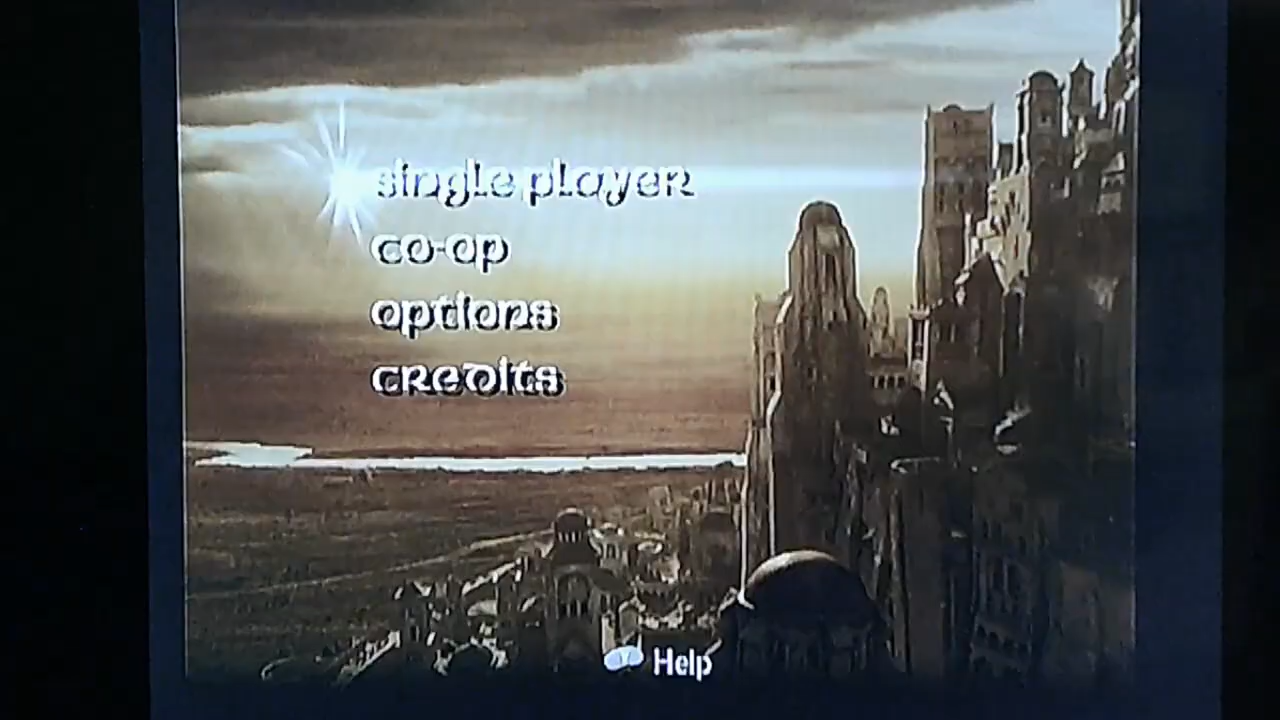 single player
co-op
options
credits
Help